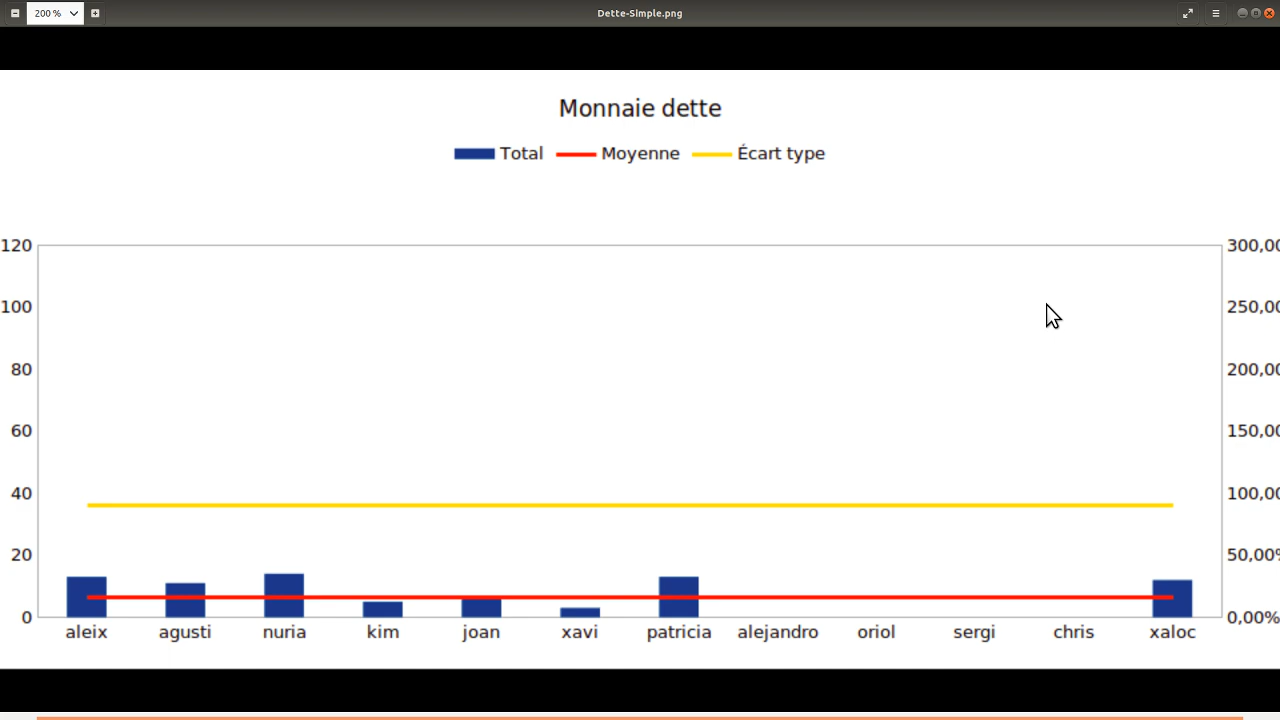 200 %
Dette-Simple.png
Monnaie dette
Total Moyenne Écart type
120 300,00
100 250,00
80 200,00
60 150,00
40 100,00
20 50,00%
0 0,00%
aleix agusti nuria kim joan xavi patricia alejandro oriol sergi chris xaloc